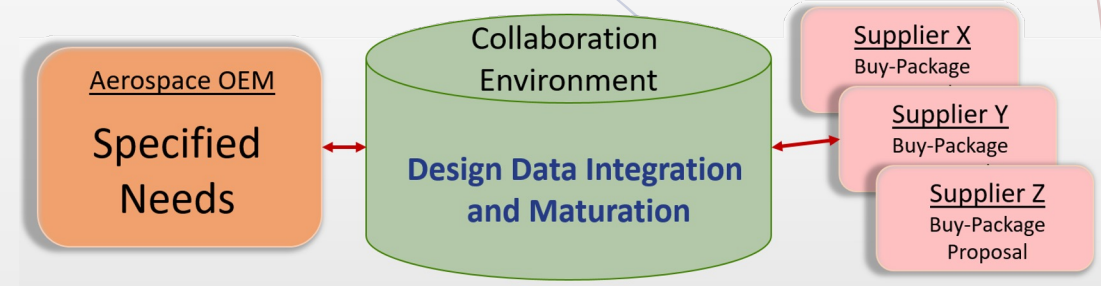 Aerospace OEM
Specified
Needs
Collaboration
Environment
Design Data Integration
and Maturation
Supplier X
Buy-Package
Supplier Y
Buy-Package
Supplier Z
Buy-Package
Proposal